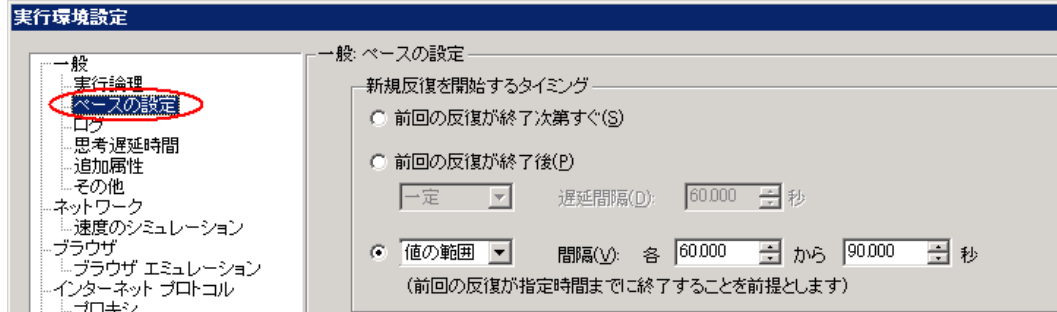 実行環境設定
一般
実行論理
ペースの設定
ログ
思考遅延時間
追加属性
その他
ネットワーク
速度のシミュレーション
ブラウザ
ブラウザ エミュレーション
インターネット プロトコル
プロキシ
一般: ペースの設定
新規反復を開始するタイミング
前回の反復が終了次第すぐ(S)
前回の反復が終了後(P)
一定 遅延間隔(D): 60.000 秒
値の範囲 間隔(V): 各 60.000 から 90.000 秒
(前回の反復が指定時間までに終了することを前提とします)